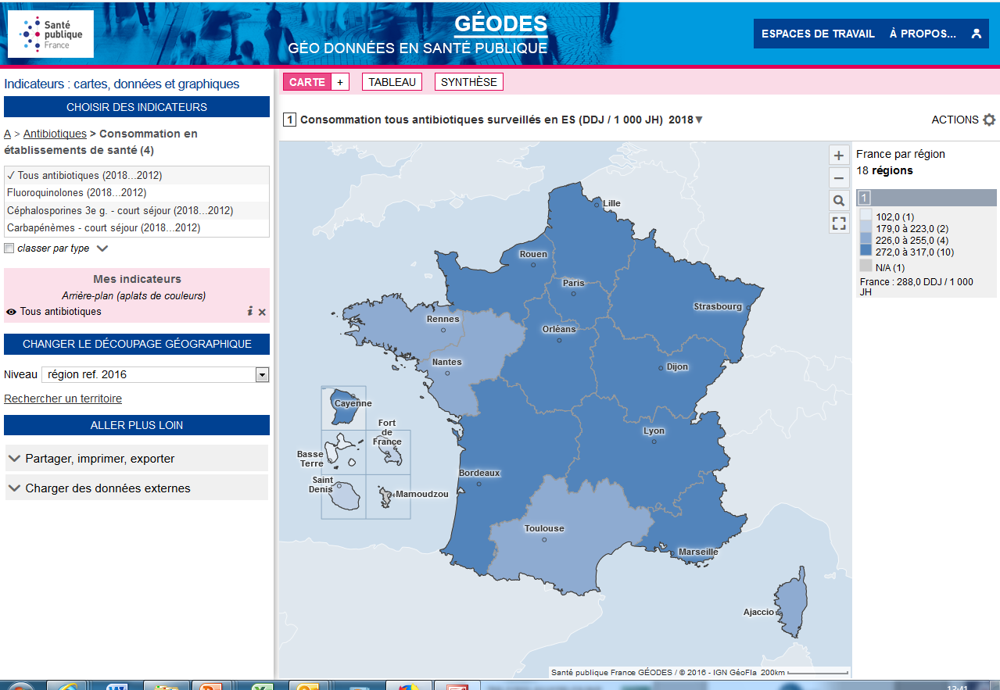 Santé
publique
France
GÉODES
GÉO DONNÉES EN SANTÉ PUBLIQUE
ESPACES DE TRAVAIL À PROPOS...
Indicateurs : cartes, données et graphiques
CHOISIR DES INDICATEURS
A > Antibiotiques > Consommation en
établissements de santé (4)
✓ Tous antibiotiques (2018...2012)
Fluoroquinolones (2018...2012)
Céphalosporines 3e g. - court séjour (2018...2012)
Carbapénèmes - court séjour (2018...2012)
classer par type
Mes indicateurs
Arrière-plan (aplats de couleurs)
Tous antibiotiques i ×
CHANGER LE DÉCOUPAGE GÉOGRAPHIQUE
Niveau région ref. 2016
Rechercher un territoire
ALLER PLUS LOIN
Partager, imprimer, exporter
Charger des données externes
CARTE + TABLEAU SYNTHÈSE
1 Consommation tous antibiotiques surveillés en ES (DDJ / 1 000 JH) 2018▼
ACTIONS
Lille
Rouen
Paris
Strasbourg
Rennes
Orléans
Nantes
Dijon
Cayenne
Fort
de
France
Lyon
Basse
Terre
Bordeaux
Saint
Denis
Mamoudzou
Toulouse
Marseille
Ajaccio
+
−
France par région
18 régions
1
102,0 (1)
179,0 à 223,0 (2)
226,0 à 255,0 (4)
272,0 à 317,0 (10)
N/A (1)
France : 288,0 DDJ / 1 000
JH
Santé publique France GÉODES / © 2016 - IGN GéoFla 200km
12:41